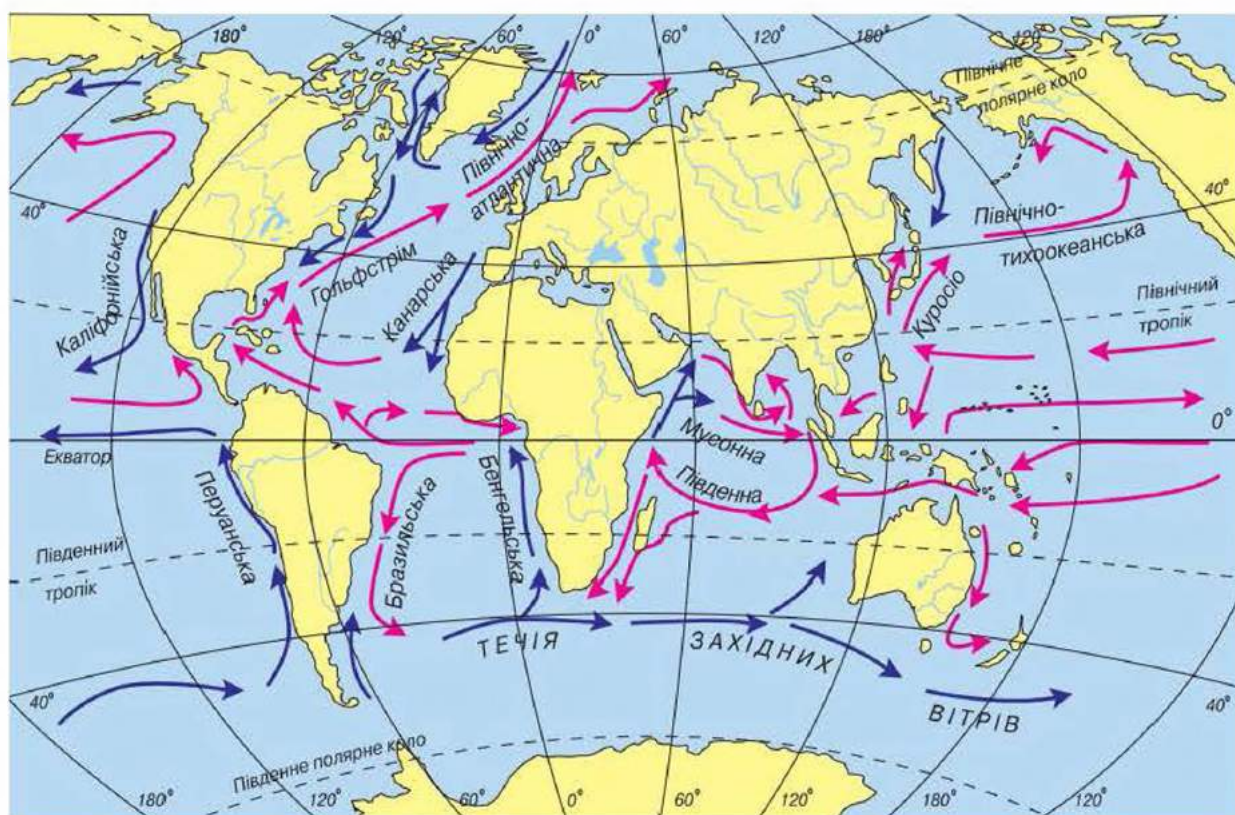 180°
120°
60°
0°
60°
120°
180°
120°
Північне
полярне коло
40°
40°
Північно-
атлантична
Гольфстрім
Канарська
Каліфорнійська
Північно-
тихоокеанська
Куросіо
Північний
тропік
Екватор
0°
Мусонна
Південна
Перуанська
Бразильська
Бенгельська
Південний
тропік
ТЕЧІЯ
ЗАХІДНИХ
ВІТРІВ
40°
40°
Південне полярне крло
180°
120°
60°
0°
60°
120°
180°
120°